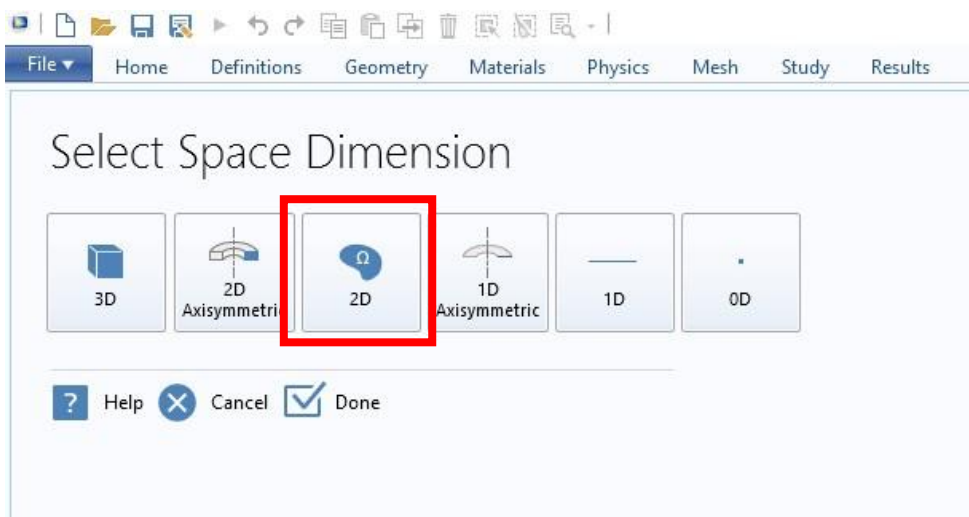 File Home Definitions Geometry Materials Physics Mesh Study Results
Select Space Dimension
3D
2D
Axisymmetric
Ω
2D
1D
Axisymmetric
1D
0D
? Help Cancel Done